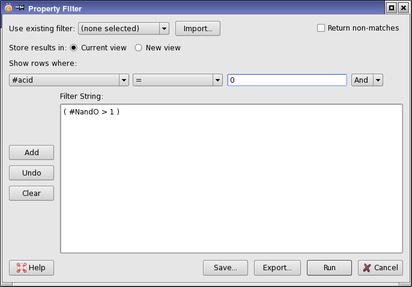 Property Filter
Use existing filter: (none selected) Import... Return non-matches
Store results in: Current view New view
Show rows where:
#acid = 0 And
Filter String:
( #NandO > 1 )
Add
Undo
Clear
Help Save... Export... Run Cancel